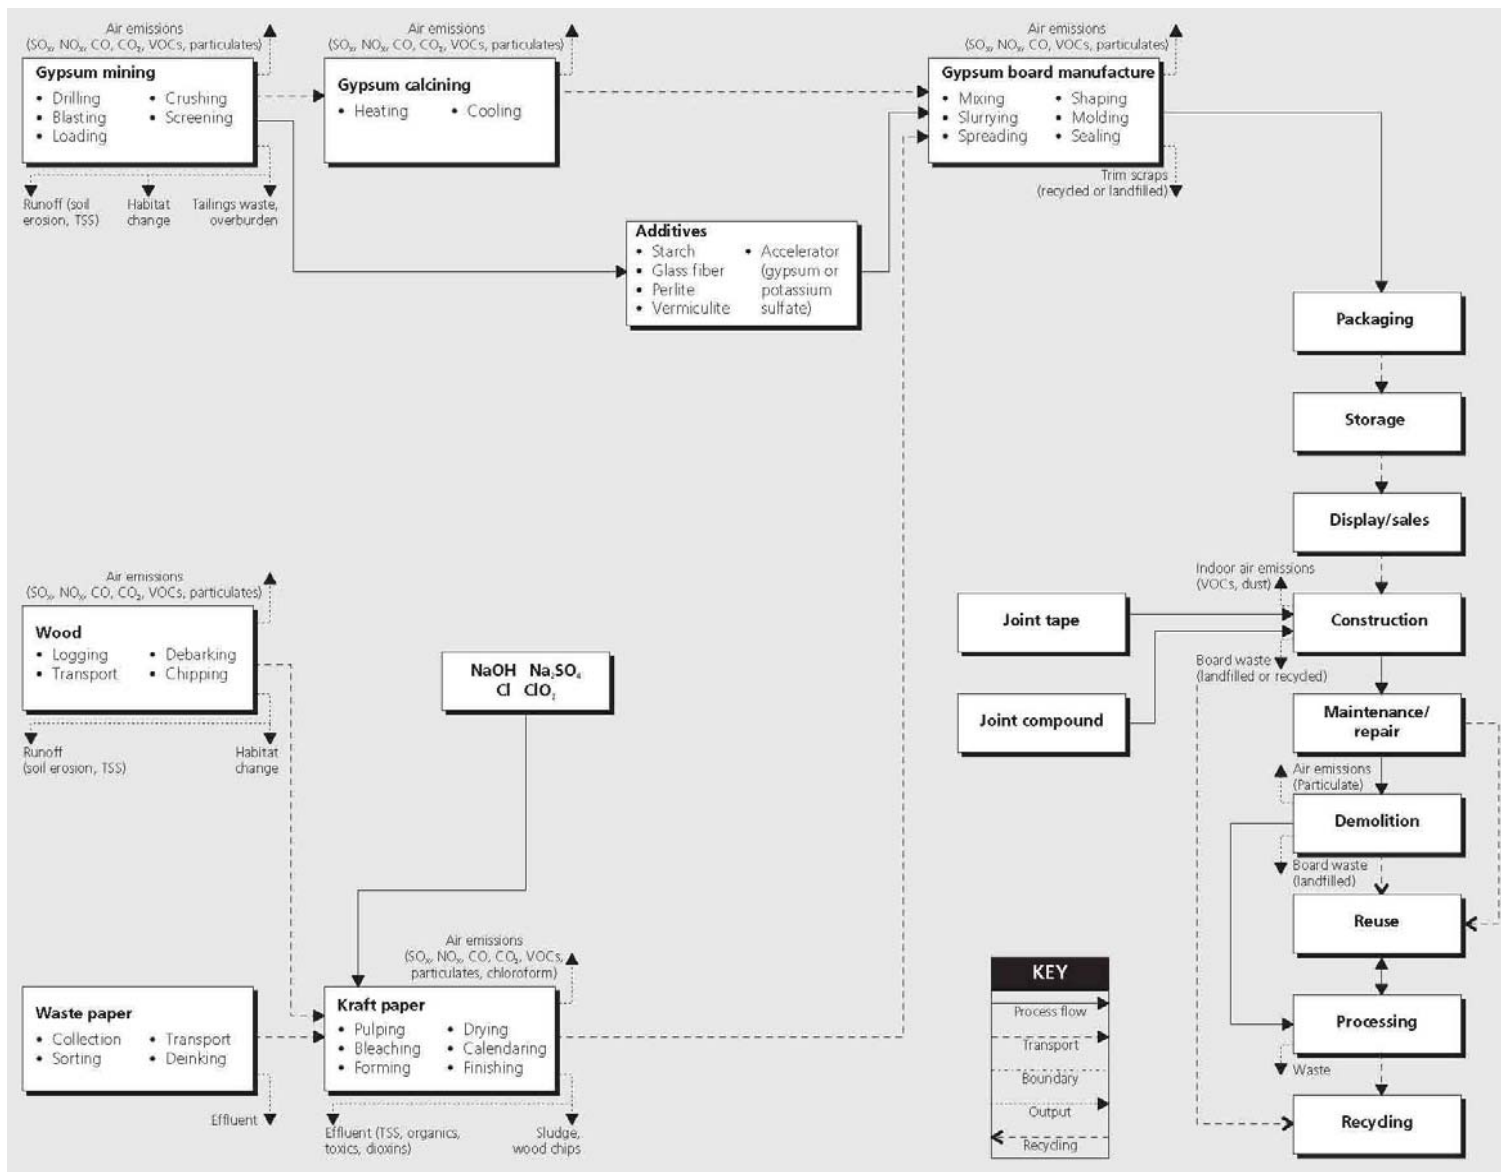 Air emissions
(SOₓ, NOₓ, CO, CO₂, VOCs, particulates)
Gypsum mining
• Drilling • Crushing
• Blasting • Screening
• Loading
Runoff (soil
erosion, TSS)
Habitat
change
Tailings waste,
overburden
Air emissions
(SOₓ, NOₓ, CO, CO₂, VOCs, particulates)
Gypsum calcining
• Heating • Cooling
Air emissions
(SOₓ, NOₓ, CO, VOCs, particulates)
Gypsum board manufacture
• Mixing • Shaping
• Slurrying • Molding
• Spreading • Sealing
Trim scraps
(recycled or landfilled)
Additives
• Starch • Accelerator
• Glass fiber (gypsum or
• Perlite potassium
• Vermiculite sulfate)
Packaging
Storage
Display/sales
Indoor air emissions
(VOCs, dust)
Joint tape
Construction
Board waste
(landfilled or recycled)
Joint compound
Maintenance/
repair
Air emissions
(Particulate)
Demolition
Board waste
(landfilled)
Reuse
Processing
Waste
Recycling
Air emissions
(SOₓ, NOₓ, CO, CO₂, VOCs, particulates)
Wood
• Logging • Debarking
• Transport • Chipping
Runoff
(soil erosion, TSS)
Habitat
change
NaOH Na₂SO₄
Cl ClO₂
Waste paper
• Collection • Transport
• Sorting • Deinking
Effluent
Air emissions
(SOₓ, NOₓ, CO, CO₂, VOCs,
particulates, chloroform)
Kraft paper
• Pulping • Drying
• Bleaching • Calendaring
• Forming • Finishing
Effluent (TSS, organics,
toxics, dioxins)
Sludge,
wood chips
KEY
Process flow
Transport
Boundary
Output
Recycling